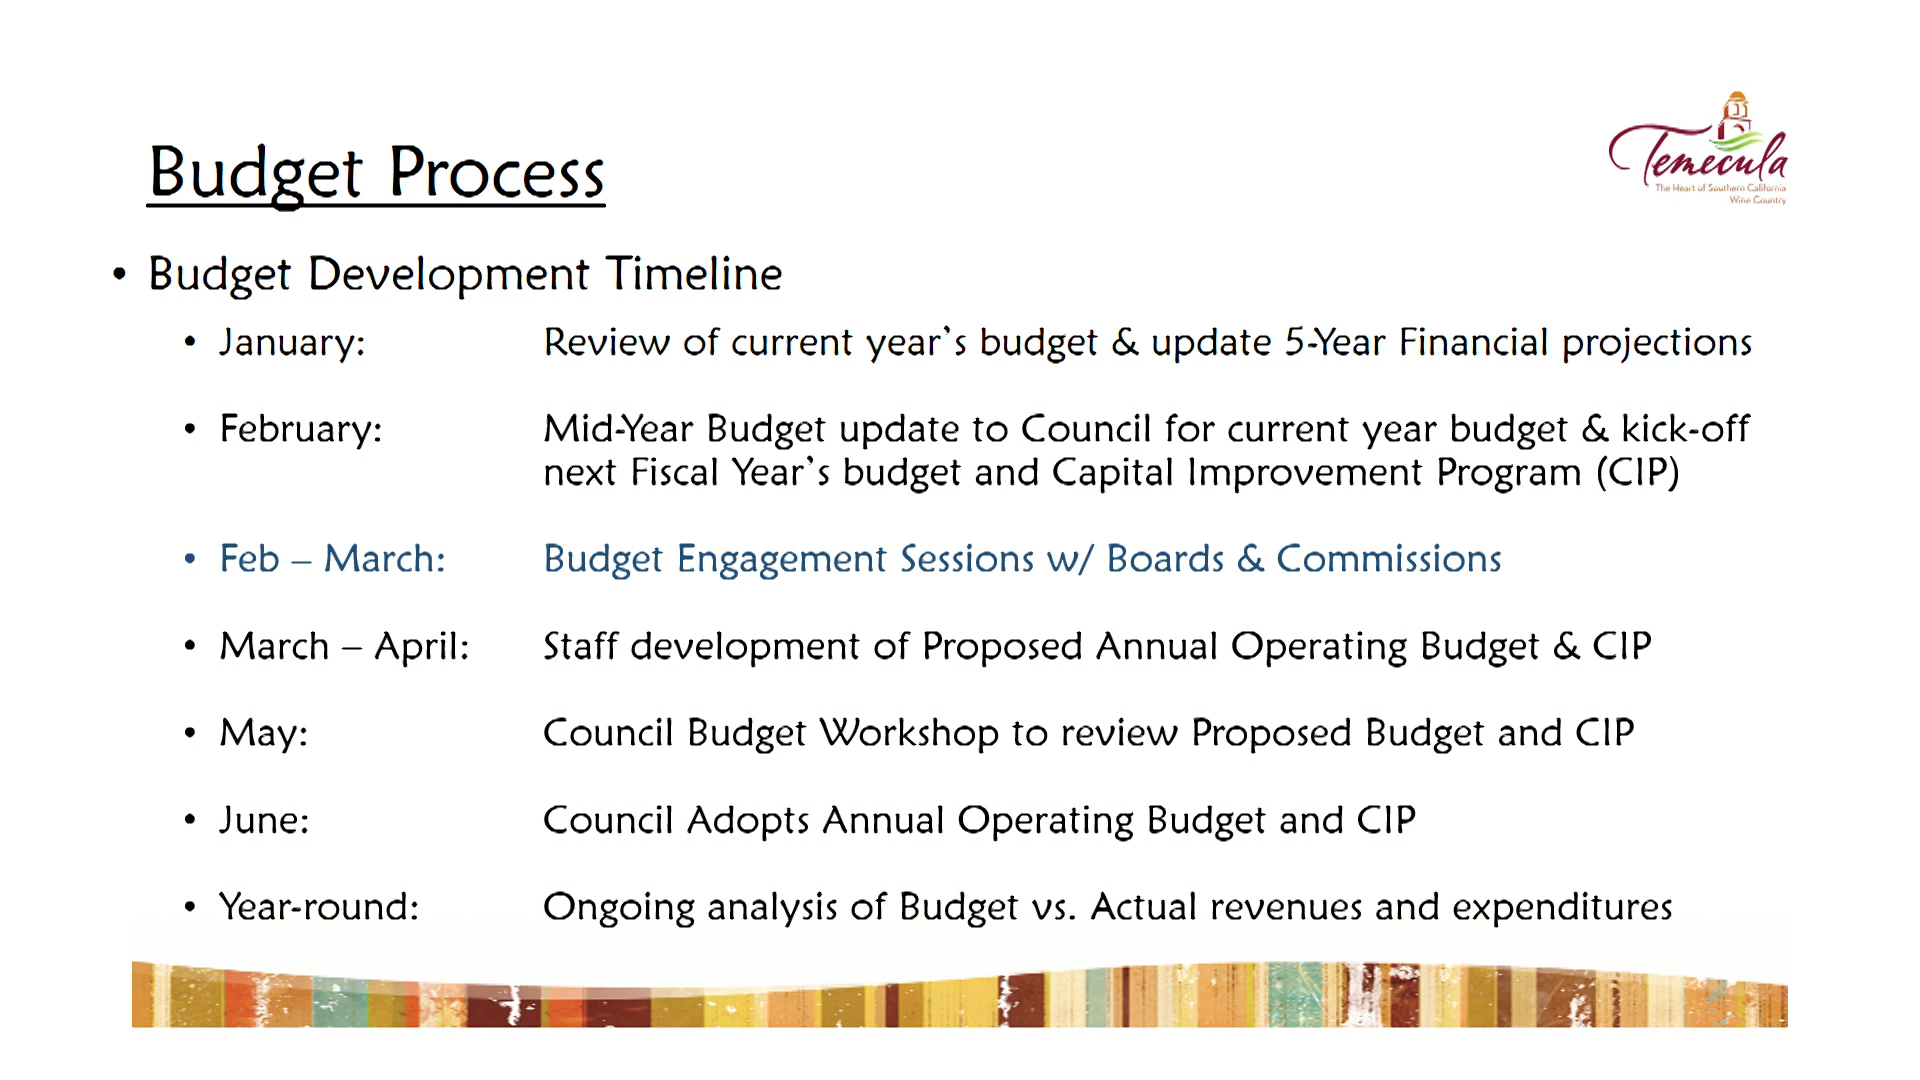 Budget Process
Temecula
The Heart of Southern California
Wine Country
• Budget Development Timeline
• January: Review of current year's budget & update 5-Year Financial projections
• February: Mid-Year Budget update to Council for current year budget & kick-off
next Fiscal Year's budget and Capital Improvement Program (CIP)
• Feb – March: Budget Engagement Sessions w/ Boards & Commissions
• March – April: Staff development of Proposed Annual Operating Budget & CIP
• May: Council Budget Workshop to review Proposed Budget and CIP
• June: Council Adopts Annual Operating Budget and CIP
• Year-round: Ongoing analysis of Budget vs. Actual revenues and expenditures